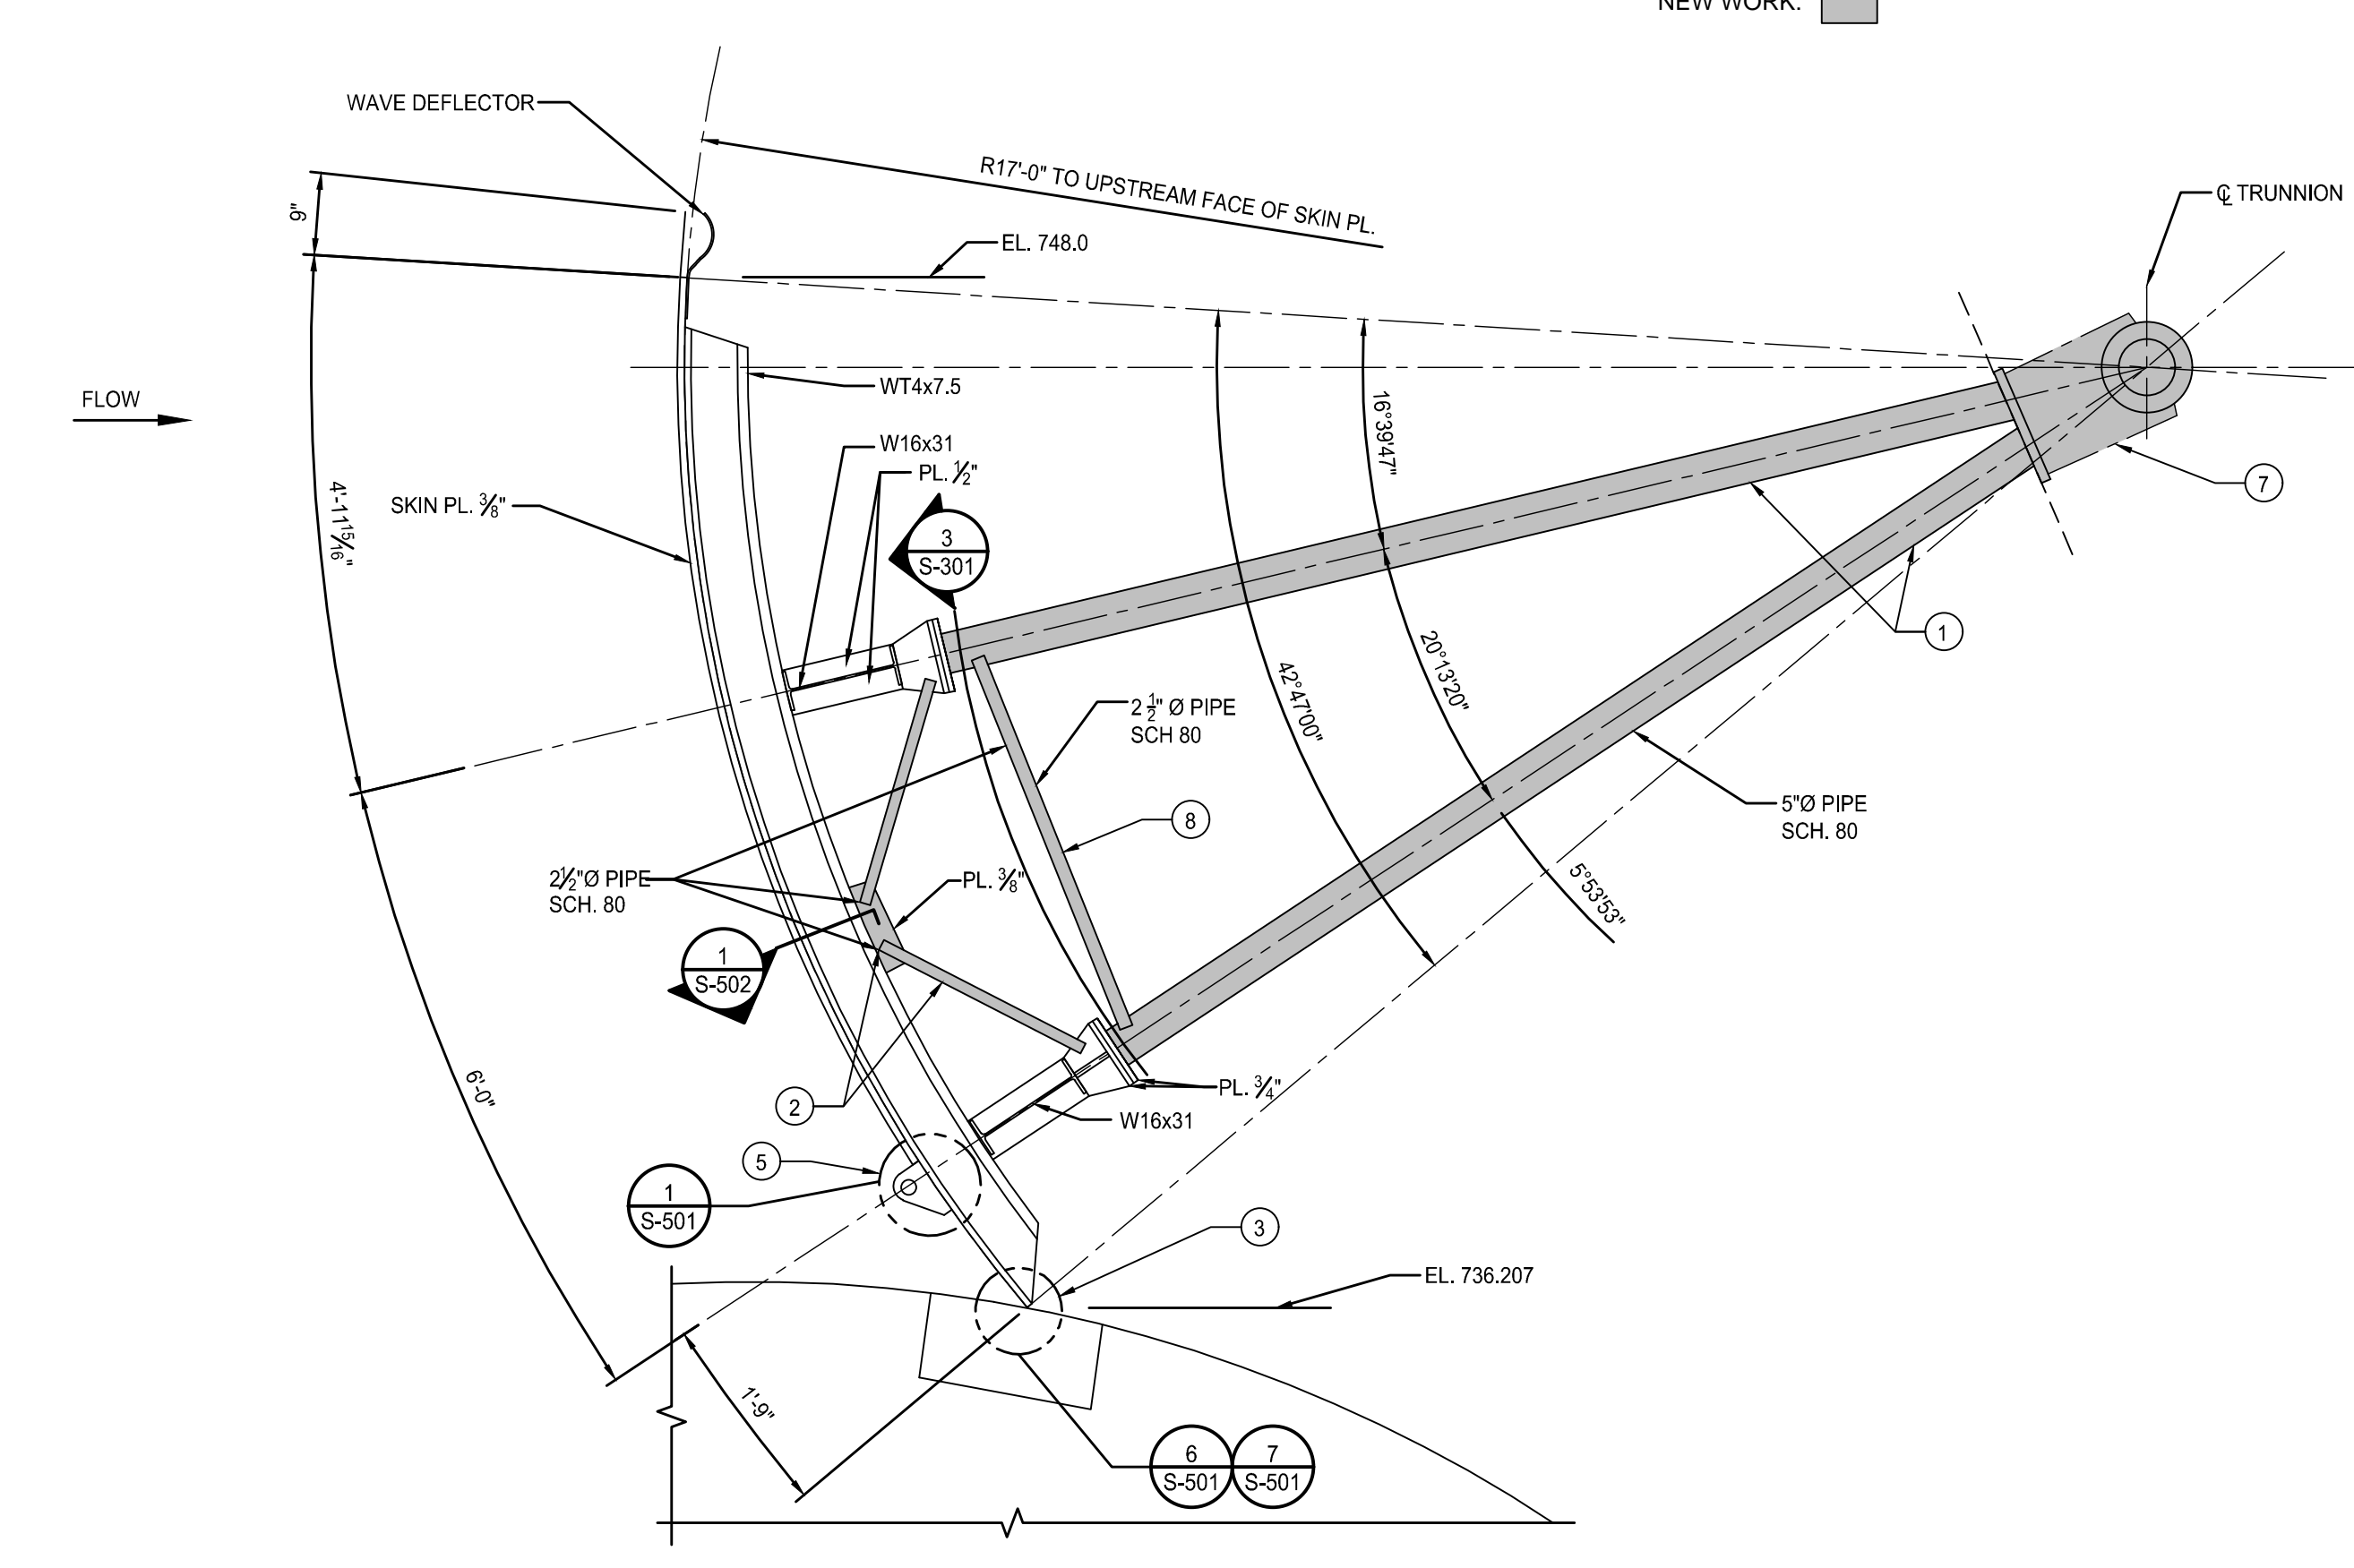 NEW WORK:
WAVE DEFLECTOR
R17'-0" TO UPSTREAM FACE OF SKIN PL.
℄ TRUNNION
9"
EL. 748.0
FLOW
WT4x7.5
16°39'47"
W16x31
PL. ½"
7
4'-11 15/16"
SKIN PL. ⅜"
3
S-301
1
20°13'20"
42°47'00"
2 ½" Ø PIPE
SCH 80
8
5"Ø PIPE
SCH. 80
2½"Ø PIPE
SCH. 80
PL. ⅜"
5°53'53"
1
S-502
6'-0"
2
PL. ¾"
W16x31
5
1
S-501
3
EL. 736.207
1'-9"
6
S-501
7
S-501